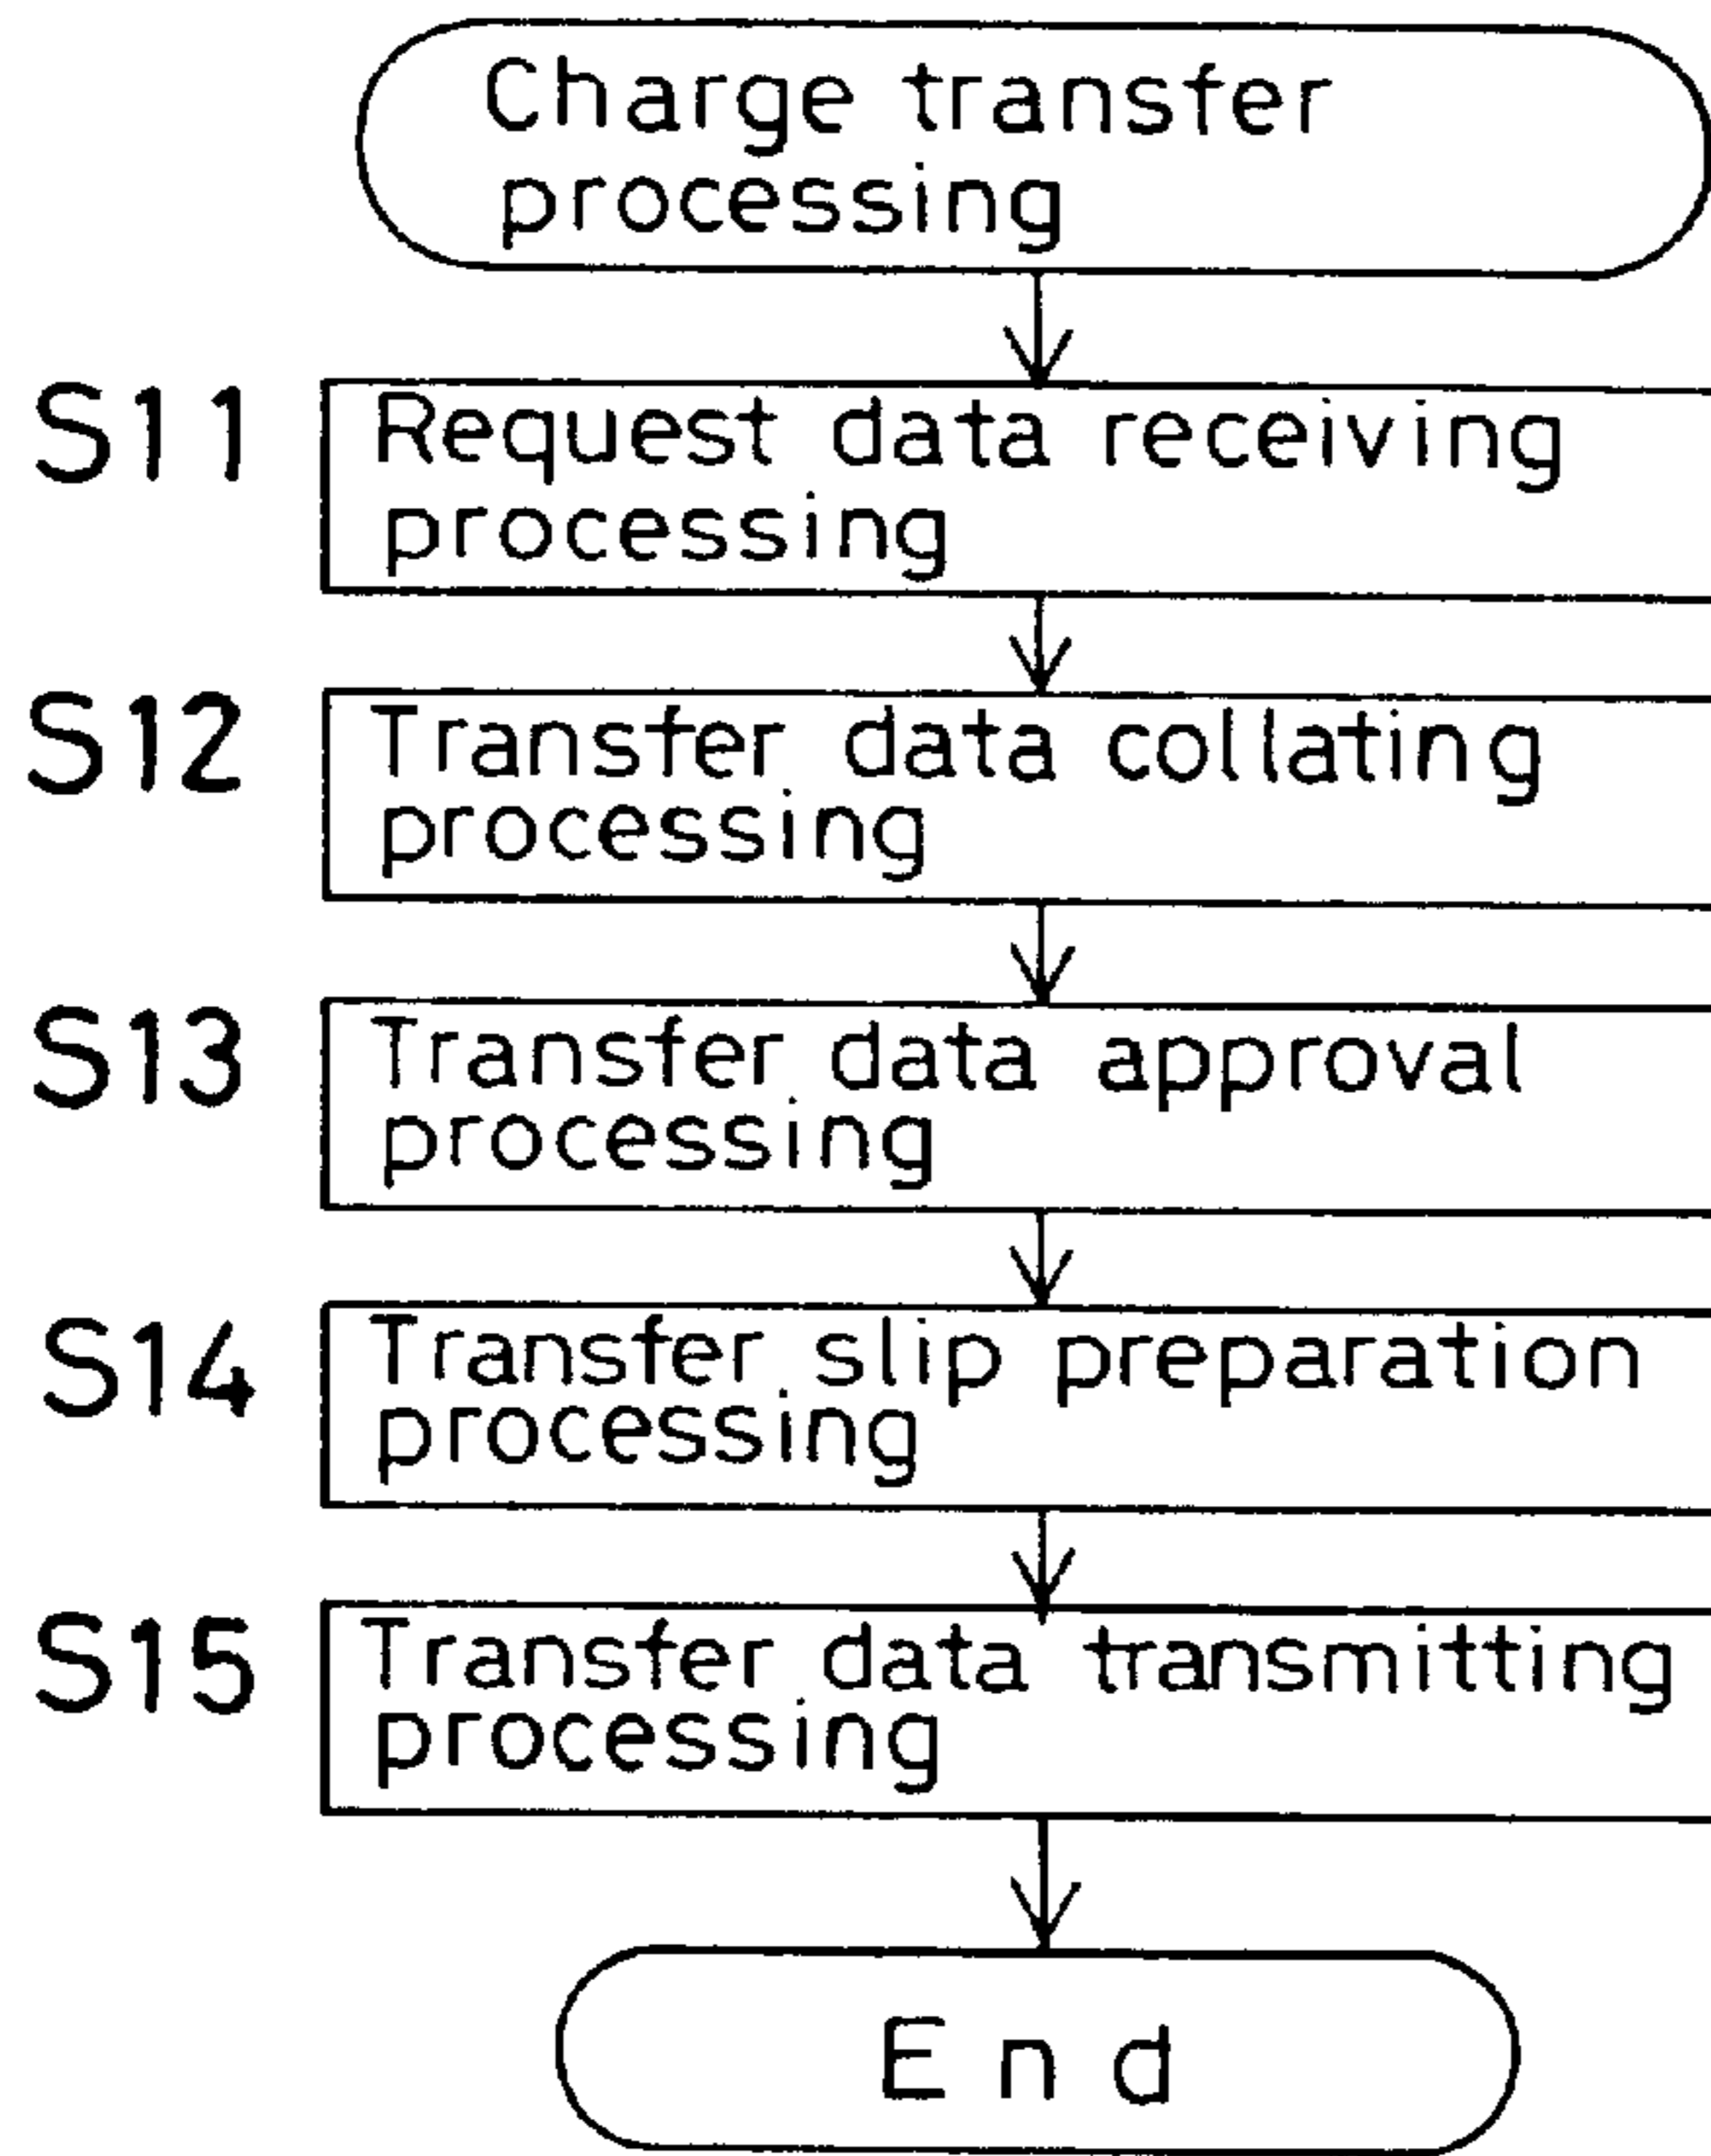 Charge transfer
processing
S11
Request data receiving
processing
S12
Transfer data collating
processing
S13
Transfer data approval
processing
S14
Transfer slip preparation
processing
S15
Transfer data transmitting
processing
End